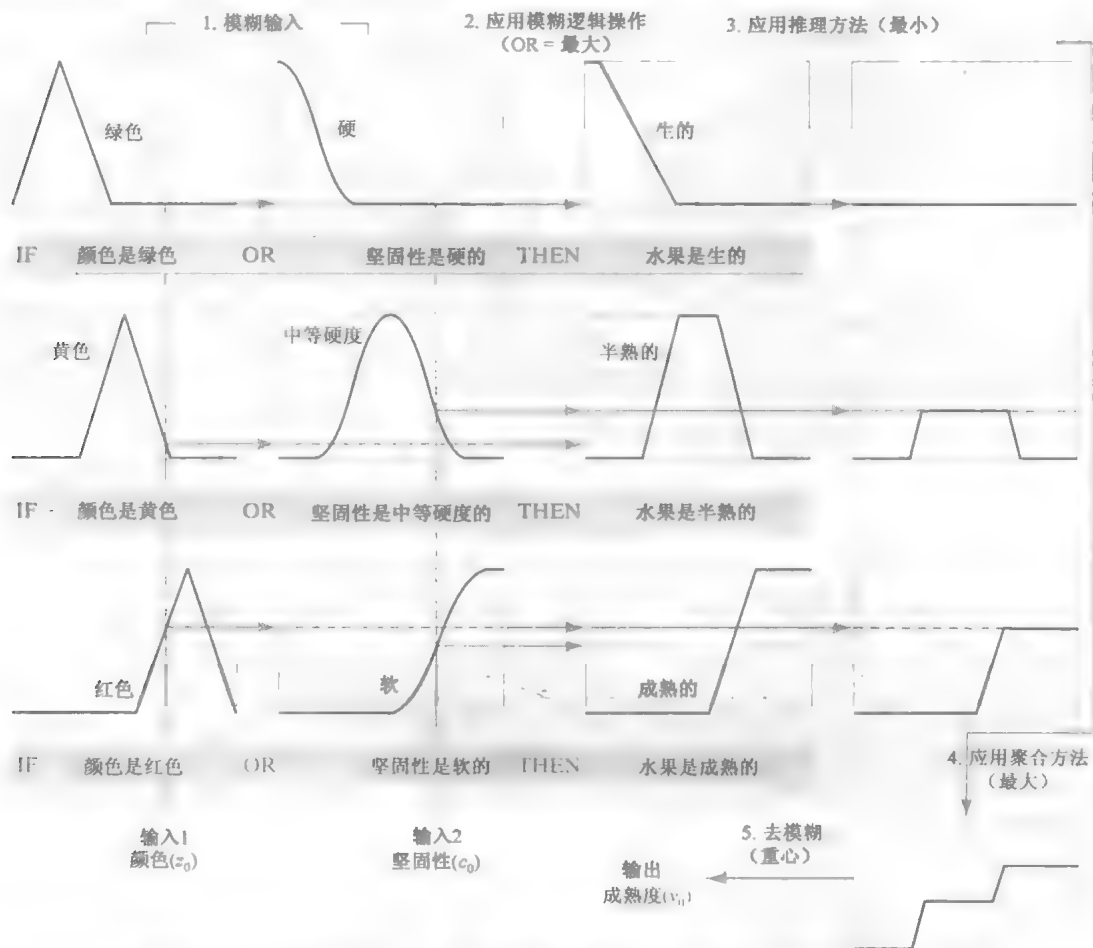 1. 模糊输入
2. 应用模糊逻辑操作
（OR = 最大）
3. 应用推理方法（最小）
绿色
硬
生的
IF 颜色是绿色 OR 坚固性是硬的 THEN 水果是生的
黄色
中等硬度
半熟的
IF 颜色是黄色 OR 坚固性是中等硬度的 THEN 水果是半熟的
红色
软
成熟的
IF 颜色是红色 OR 坚固性是软的 THEN 水果是成熟的
4. 应用聚合方法
（最大）
输入1
颜色(z₀)
输入2
坚固性(c₀)
5. 去模糊
（重心）
输出
成熟度(v₀)